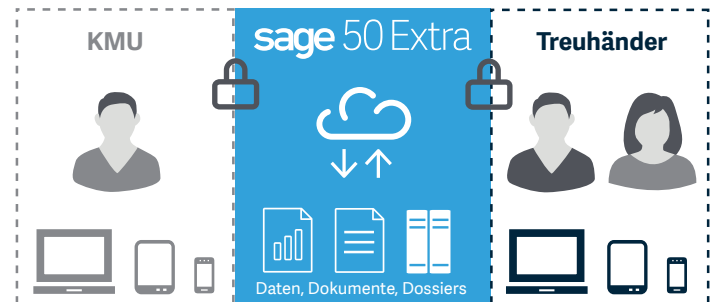 KMU
sage 50 Extra
Treuhänder
Daten, Dokumente, Dossiers